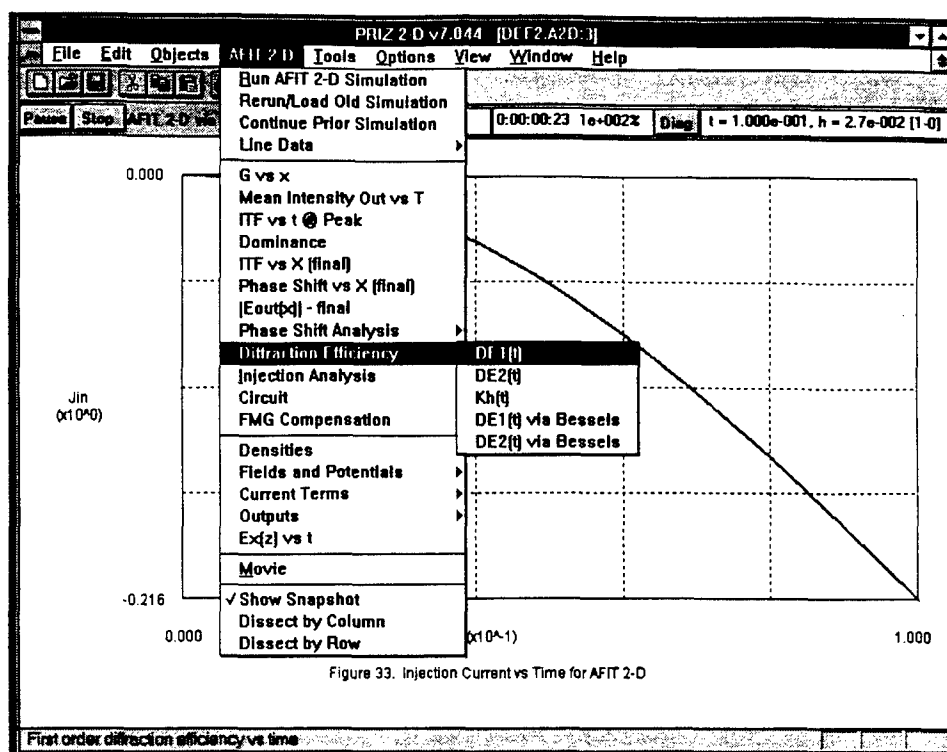 PRIZ 2-D v7.044 [DEF2.A2D:3]
File Edit Objects AFIT 2-D Tools Options View Window Help
Pause Stop AFIT 2-D 0:00:00:23 1e+002% Diag t = 1.000e-001, h = 2.7e-002 [1-0]
Run AFIT 2-D Simulation
Rerun/Load Old Simulation
Continue Prior Simulation
Line Data
G vs x
Mean Intensity Out vs T
ITF vs t @ Peak
Dominance
ITF vs X (final)
Phase Shift vs X (final)
|Eout(x)| - final
Phase Shift Analysis
Diffraction Efficiency
Injection Analysis
Circuit
FMG Compensation
Densities
Fields and Potentials
Current Terms
Outputs
Ex(z) vs t
Movie
✓ Show Snapshot
Dissect by Column
Dissect by Row
DE1(t)
DE2(t)
Kh(t)
DE1(t) via Bessels
DE2(t) via Bessels
0.000
Jin
(x10^0)
-0.216
0.000 (x10^-1) 1.000
Figure 33. Injection Current vs Time for AFIT 2-D
First order diffraction efficiency vs time